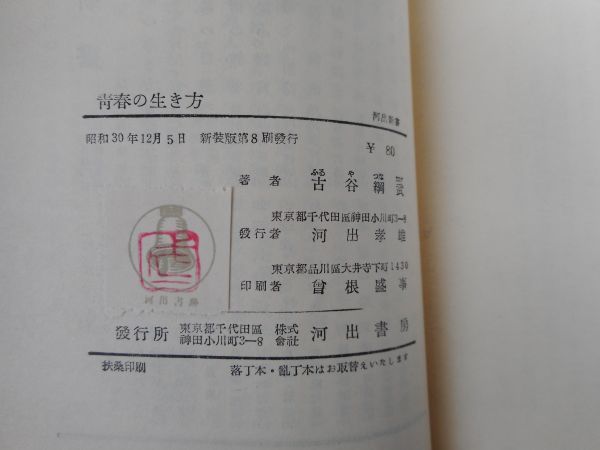 青春の生き方
河出新書
昭和30年12月5日 新装版第8刷發行
¥ 80
ふる や つな
著者 古谷綱
東京都千代田區神田小川町3—8
發行者 河出孝雄
東京都品川區大井寺下町1430
印刷者 曾根盛事
河出書房
發行所 東京都千代田區神田小川町3—8 株式會社 河出書房
扶桑印刷 落丁本・亂丁本はお取替えいたします